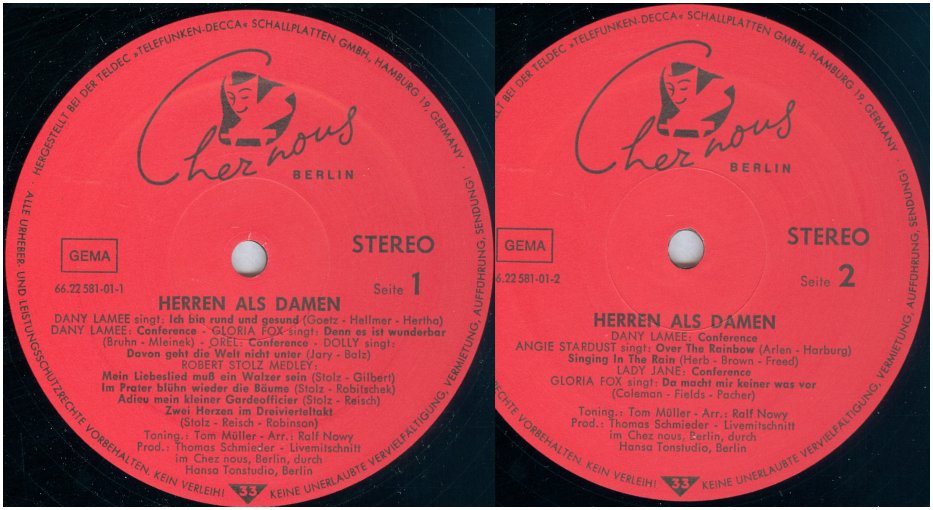 HERGESTELLT BEI DER TELDEC »TELEFUNKEN-DECCA« SCHALLPLATTEN GMBH, HAMBURG 19, GERMANY ·
ALLE URHEBER- UND LEISTUNGSSCHUTZRECHTE VORBEHALTEN. KEIN VERLEIH!
KEINE UNERLAUBTE VERVIELFÄLTIGUNG, VERMIETUNG, AUFFÜHRUNG, SENDUNG!
Chez nous
BERLIN
STEREO
GEMA
66.22 581-01-1
Seite 1
HERREN ALS DAMEN
DANY LAMEE singt: Ich bin rund und gesund (Goetz - Hellmer - Hertha)
DANY LAMEE: Conference - GLORIA FOX singt: Denn es ist wunderbar
(Bruhn - Mleinek) - OREL: Conference - DOLLY singt:
Davon geht die Welt nicht unter (Jary - Balz)
ROBERT STOLZ MEDLEY:
Mein Liebeslied muß ein Walzer sein (Stolz - Gilbert)
Im Prater blühn wieder die Bäume (Stolz - Robitschek)
Adieu mein kleiner Gardeofficier (Stolz - Reisch)
Zwei Herzen im Dreivierteltakt
(Stolz - Reisch - Robinson)
Toning.: Tom Müller - Arr.: Ralf Nowy
Prod.: Thomas Schmieder - Livemitschnitt
im Chez nous, Berlin, durch
Hansa Tonstudio, Berlin
33
LT BEI DER TELDEC »TELEFUNKEN-DECCA« SCHALLPLATTEN GMBH, HAMBURG 19, GERMANY ·
RECHTE VORBEHALTEN. KEIN VERLEIH!
KEINE UNERLAUBTE VERVIELFÄLTIGUNG, VERMIETUNG, AUFFÜHRUNG, SENDUNG!
Chez nous
BERLIN
STEREO
GEMA
6.22 581-01-2
Seite 2
HERREN ALS DAMEN
DANY LAMEE: Conference
ANGIE STARDUST singt: Over The Rainbow (Arlen - Harburg)
Singing In The Rain (Herb - Brown - Freed)
LADY JANE: Conference
GLORIA FOX singt: Da macht mir keiner was vor
(Coleman - Fields - Pacher)
Toning.: Tom Müller - Arr.: Ralf Nowy
Prod.: Thomas Schmieder - Livemitschnitt
im Chez nous, Berlin, durch
Hansa Tonstudio, Berlin
33